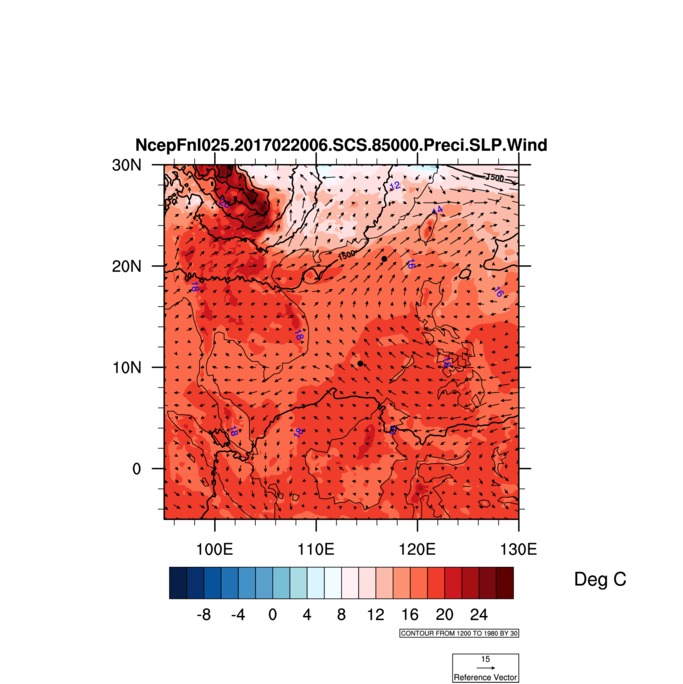 NcepFnl025.2017022006.SCS.85000.Preci.SLP.Wind
30N
20N
10N
0
100E 110E 120E 130E
1500
12
14
1500
16
16
18
18
18
18
-8 -4 0 4 8 12 16 20 24
Deg C
CONTOUR FROM 1200 TO 1980 BY 30
15
Reference Vector